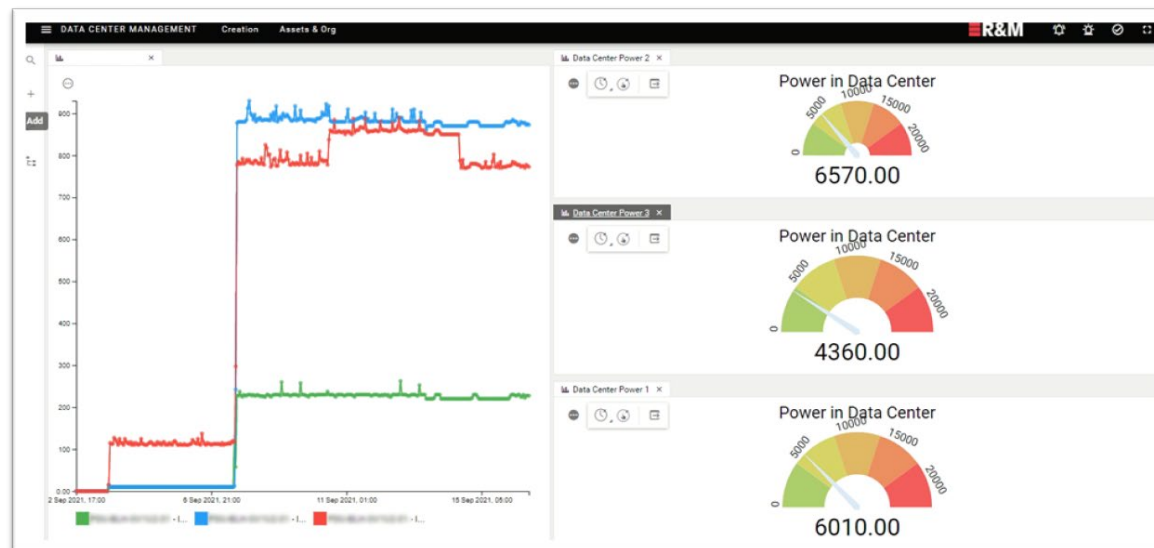 DATA CENTER MANAGEMENT Creation Assets & Org R&M
Add
900
800
700
600
500
400
300
200
100
0.00
2 Sep 2021, 17:00 6 Sep 2021, 21:00 11 Sep 2021, 01:00 15 Sep 2021, 05:00
- I... - I... - I...
Data Center Power 2
Power in Data Center
0 5000 10000 15000 20000
6570.00
Data Center Power 3
Power in Data Center
0 5000 10000 15000 20000
4360.00
Data Center Power 1
Power in Data Center
0 5000 10000 15000 20000
6010.00